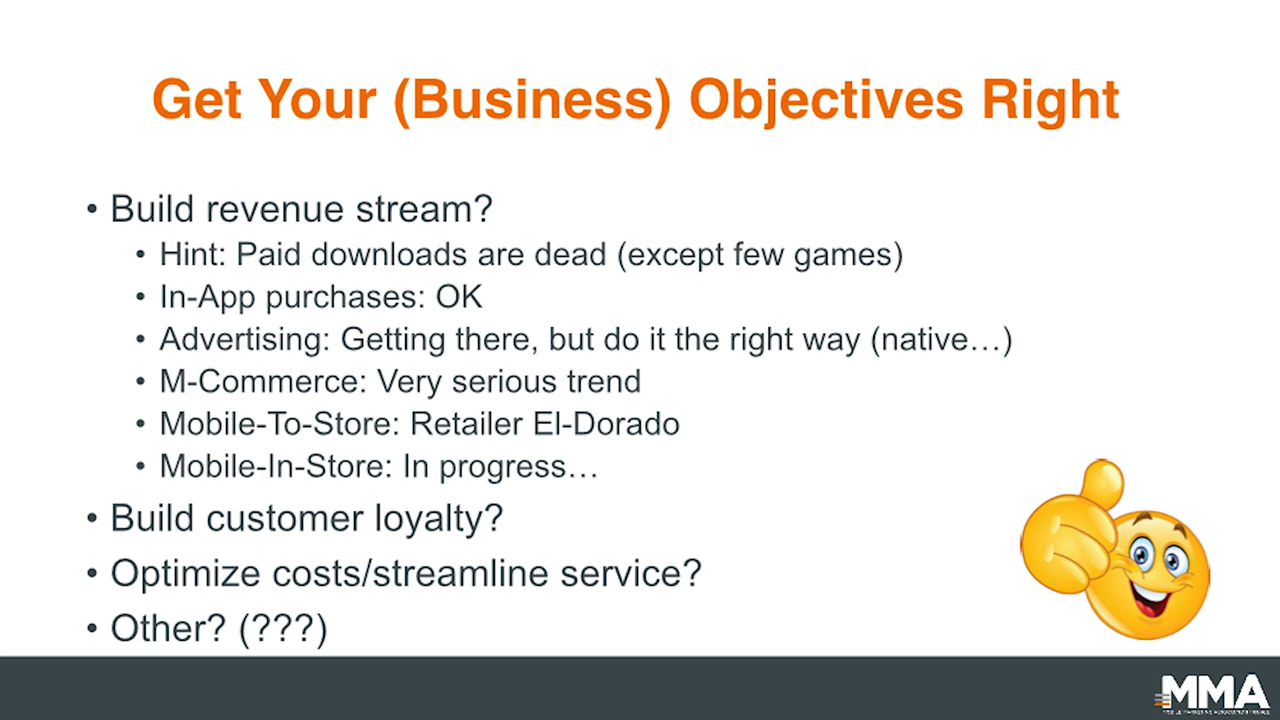 Get Your (Business) Objectives Right
• Build revenue stream?
• Hint: Paid downloads are dead (except few games)
• In-App purchases: OK
• Advertising: Getting there, but do it the right way (native…)
• M-Commerce: Very serious trend
• Mobile-To-Store: Retailer El-Dorado
• Mobile-In-Store: In progress…
• Build customer loyalty?
• Optimize costs/streamline service?
• Other? (???)
MMA